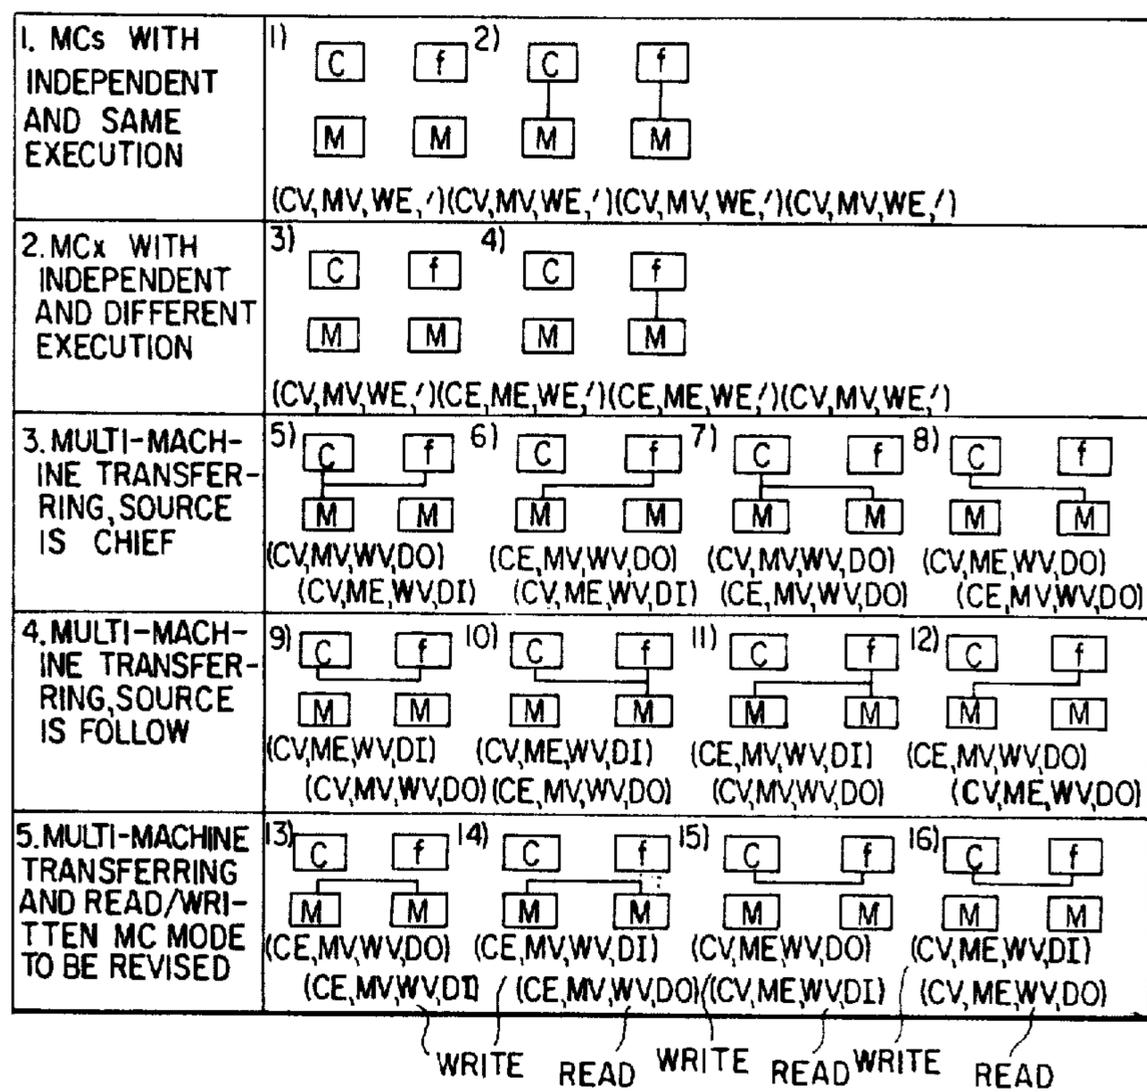 1. MCs WITH
INDEPENDENT
AND SAME
EXECUTION
1) C f 2) C f
M M M M
(CV,MV,WE,′)(CV,MV,WE,′)(CV,MV,WE,′)(CV,MV,WE,′)
2.MCx WITH
INDEPENDENT
AND DIFFERENT
EXECUTION
3) C f 4) C f
M M M M
(CV,MV,WE,′)(CE,ME,WE,′)(CE,ME,WE,′)(CV,MV,WE,′)
3.MULTI-MACH-
INE TRANSFER-
RING,SOURCE
IS CHIEF
5) C f 6) C f 7) C f 8) C f
M M M M M M M M
(CV,MV,WV,DO) (CE,MV,WV,DO) (CV,MV,WV,DO) (CV,ME,WV,DO)
(CV,ME,WV,DI) (CV,ME,WV,DI) (CE,MV,WV,DO) (CE,MV,WV,DO)
4.MULTI-MACH-
INE TRANSFER-
RING,SOURCE
IS FOLLOW
9) C f 10) C f 11) C f 12) C f
M M M M M M M M
(CV,ME,WV,DI) (CV,ME,WV,DI) (CE,MV,WV,DI) (CE,MV,WV,DO)
(CV,MV,WV,DO) (CE,MV,WV,DO) (CV,MV,WV,DO) (CV,ME,WV,DO)
5.MULTI-MACHINE
TRANSFERRING
AND READ/WRI-
TTEN MC MODE
TO BE REVISED
13) C f 14) C f 15) C f 16) C f
M M M M M M M M
(CE,MV,WV,DO) (CE,MV,WV,DI) (CV,ME,WV,DO) (CV,ME,WV,DI)
(CE,MV,WV,DI) (CE,MV,WV,DO) (CV,ME,WV,DI) (CV,ME,WV,DO)
WRITE READ WRITE READ WRITE READ